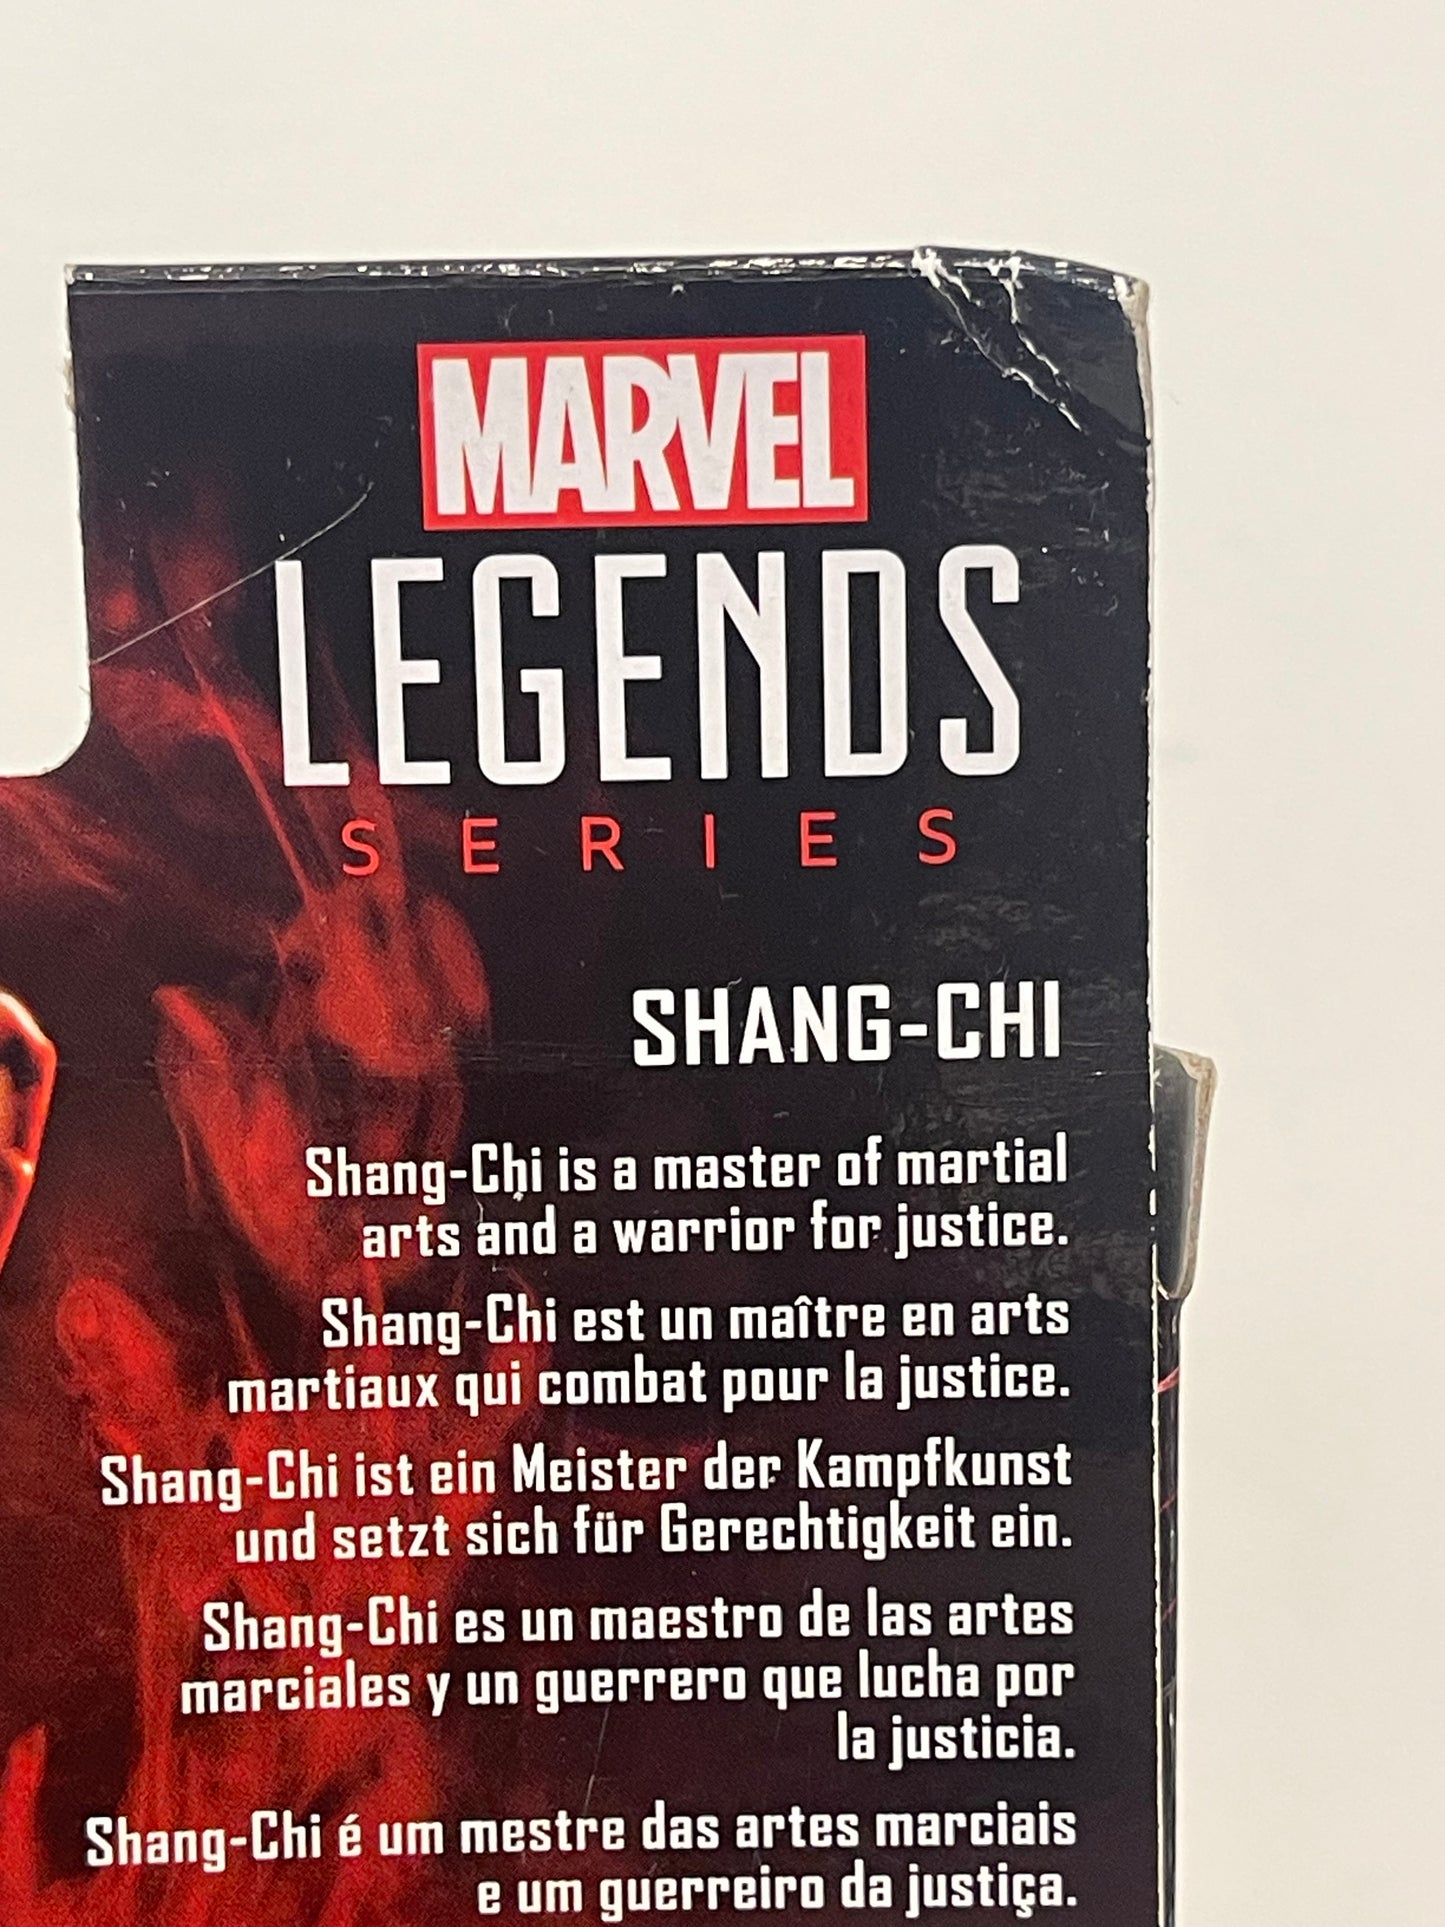 MARVEL
LEGENDS
SERIES
SHANG-CHI
Shang-Chi is a master of martial
arts and a warrior for justice.
Shang-Chi est un maître en arts
martiaux qui combat pour la justice.
Shang-Chi ist ein Meister der Kampfkunst
und setzt sich für Gerechtigkeit ein.
Shang-Chi es un maestro de las artes
marciales y un guerrero que lucha por
la justicia.
Shang-Chi é um mestre das artes marciais
e um guerreiro da justiça.